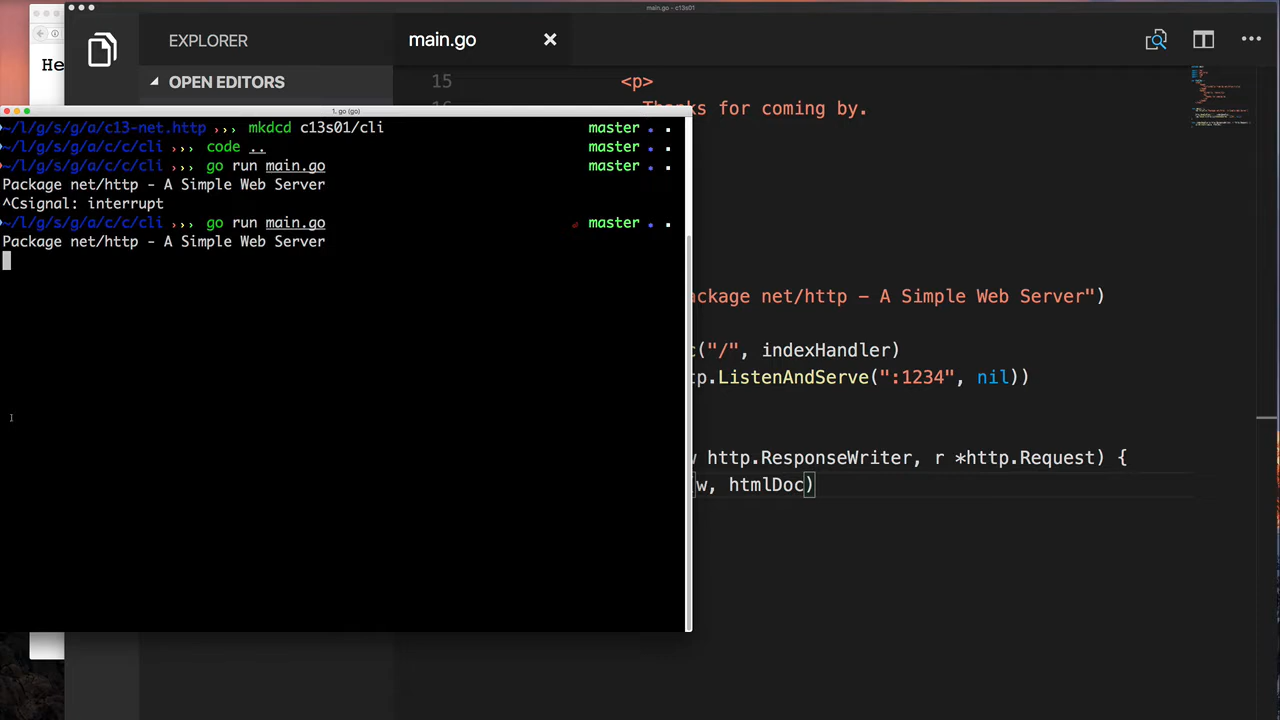 main.go - c13s01
He
EXPLORER
main.go
OPEN EDITORS
15 <p>
Thanks for coming by.
1. go (go)
~/l/g/s/g/a/c13-net.http ››› mkdcd c13s01/cli master
~/l/g/s/g/a/c/c/cli ››› code .. master
~/l/g/s/g/a/c/c/cli ››› go run main.go master
Package net/http - A Simple Web Server
^Csignal: interrupt
~/l/g/s/g/a/c/c/cli ››› go run main.go master
Package net/http - A Simple Web Server
ackage net/http - A Simple Web Server")
("/", indexHandler)
p.ListenAndServe(":1234", nil))
http.ResponseWriter, r *http.Request) {
(w, htmlDoc)